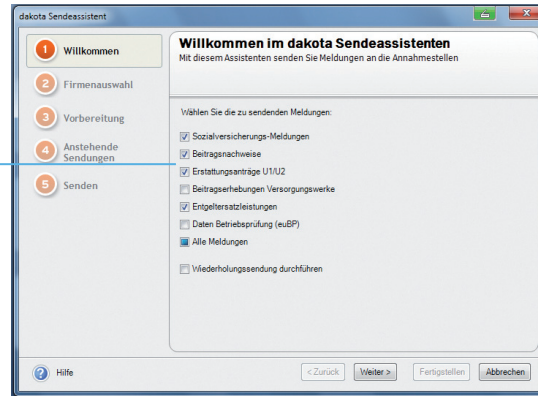 dakota Sendeassistent
1 Willkommen
2 Firmenauswahl
3 Vorbereitung
4 Anstehende
Sendungen
5 Senden
Willkommen im dakota Sendeassistenten
Mit diesem Assistenten senden Sie Meldungen an die Annahmestellen
Wählen Sie die zu sendenden Meldungen:
Sozialversicherungs-Meldungen
Beitragsnachweise
Erstattungsanträge U1/U2
Beitragserhebungen Versorgungswerke
Entgeltersatzleistungen
Daten Betriebsprüfung (euBP)
Alle Meldungen
Wiederholungssendung durchführen
? Hilfe
< Zurück
Weiter >
Fertigstellen
Abbrechen